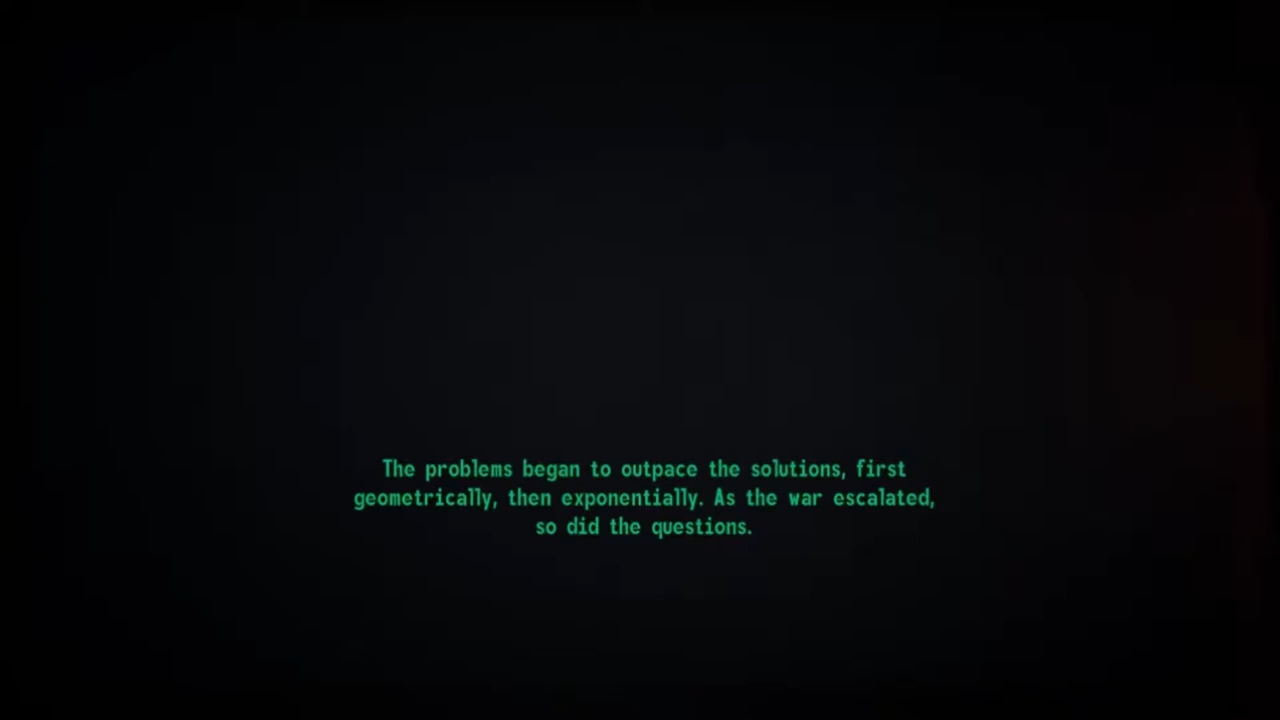 The problems began to outpace the solutions, first
geometrically, then exponentially. As the war escalated,
so did the questions.